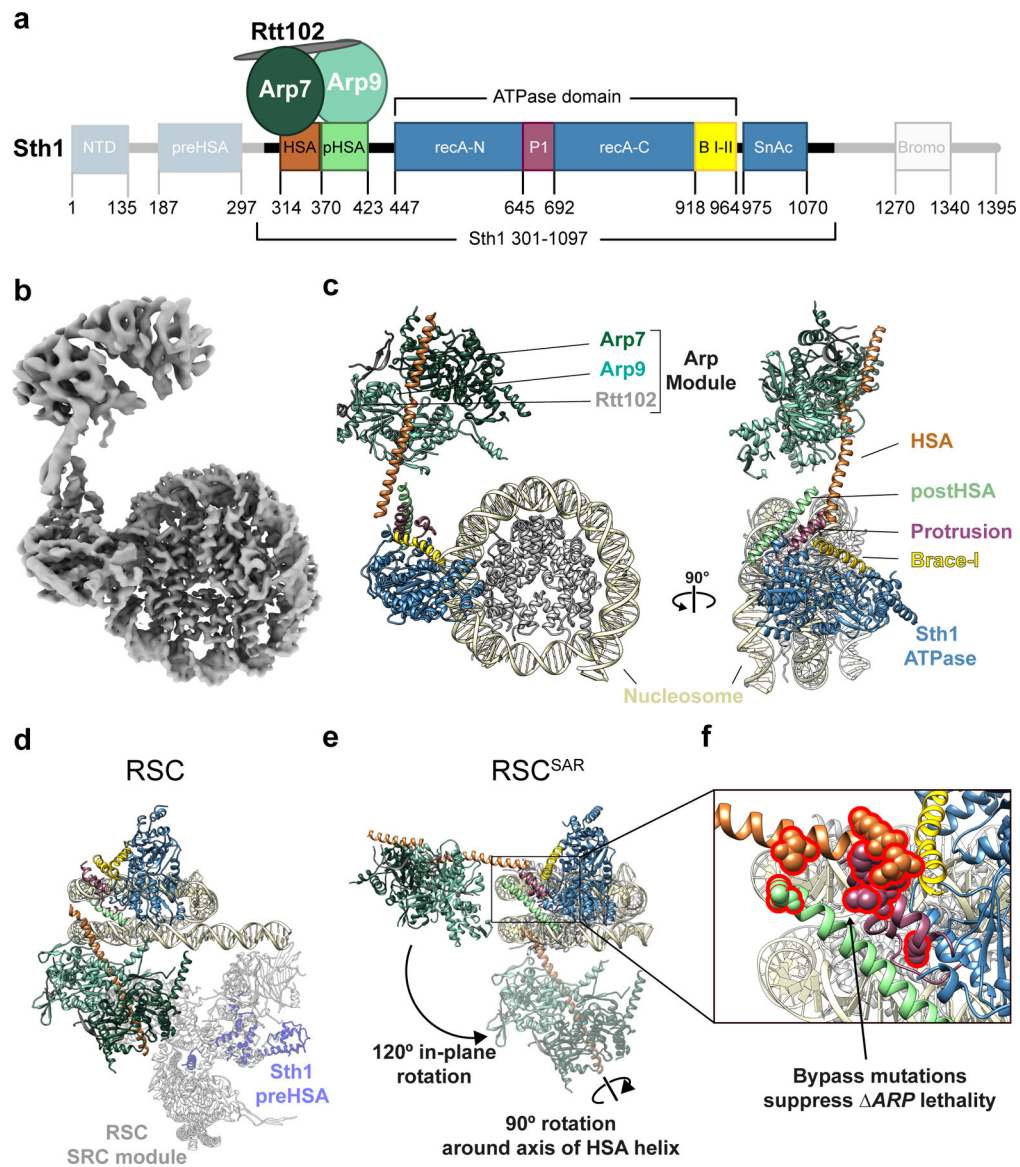 a
Rtt102
Arp7
Arp9
ATPase domain
Sth1
NTD
preHSA
HSA
pHSA
recA-N
P1
recA-C
B I-II
SnAc
Bromo
1
135
187
297
314
370
423
447
645
692
918
964
975
1070
1270
1340
1395
Sth1 301-1097
b
c
Arp7
Arp9
Rtt102
Arp
Module
HSA
postHSA
Protrusion
Brace-I
90°
Sth1
ATPase
Nucleosome
d
RSC
Sth1
preHSA
RSC
SRC module
e
RSC^SAR
120º in-plane
rotation
90º rotation
around axis of HSA helix
f
Bypass mutations
suppress ΔARP lethality